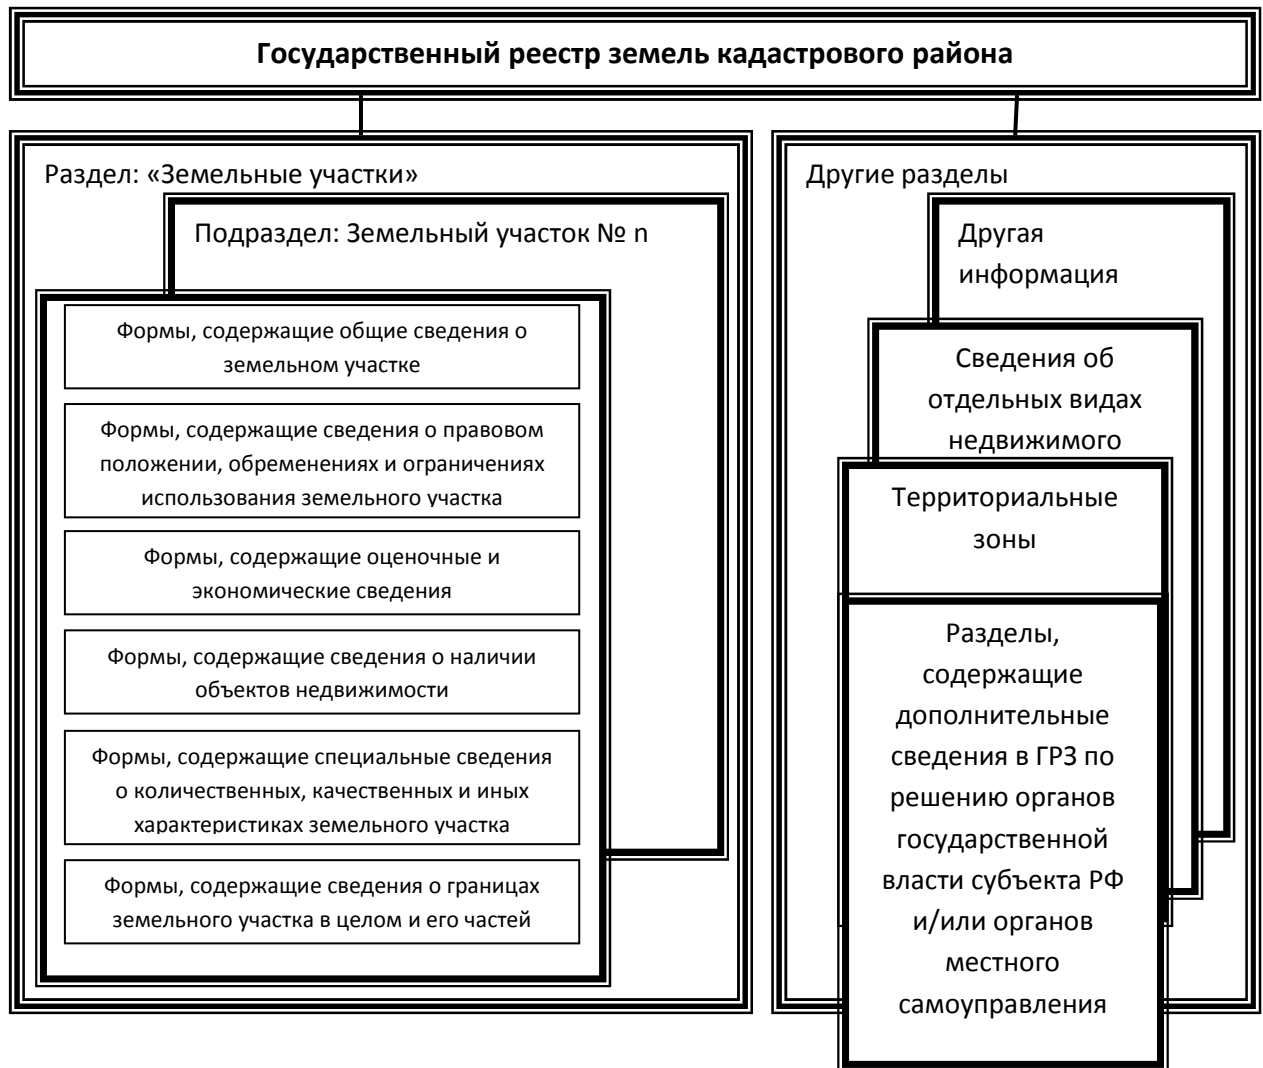 Государственный реестр земель кадастрового района
Раздел: «Земельные участки»
Подраздел: Земельный участок № n
Формы, содержащие общие сведения о
земельном участке
Формы, содержащие сведения о правовом
положении, обременениях и ограничениях
использования земельного участка
Формы, содержащие оценочные и
экономические сведения
Формы, содержащие сведения о наличии
объектов недвижимости
Формы, содержащие специальные сведения
о количественных, качественных и иных
характеристиках земельного участка
Формы, содержащие сведения о границах
земельного участка в целом и его частей
Другие разделы
Другая
информация
Сведения об
отдельных видах
недвижимого
Территориальные
зоны
Разделы,
содержащие
дополнительные
сведения в ГРЗ по
решению органов
государственной
власти субъекта РФ
и/или органов
местного
самоуправления